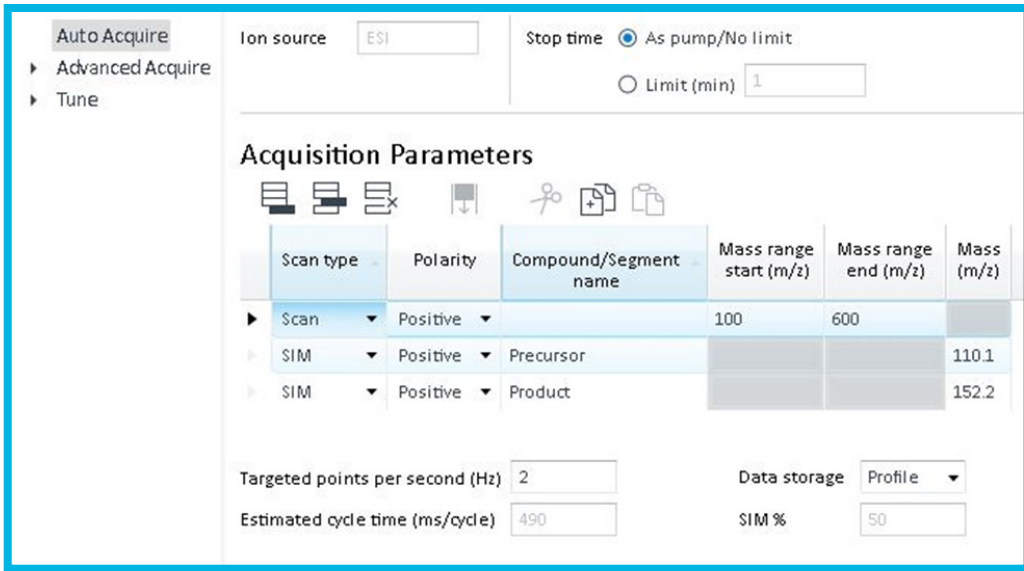 Auto Acquire
Advanced Acquire
Tune
Ion source ESI Stop time As pump/No limit
Limit (min) 1
Acquisition Parameters
Scan type Polarity Compound/Segment name Mass range start (m/z) Mass range end (m/z) Mass (m/z)
Scan Positive 100 600
SIM Positive Precursor 110.1
SIM Positive Product 152.2
Targeted points per second (Hz) 2 Data storage Profile
Estimated cycle time (ms/cycle) 490 SIM % 50